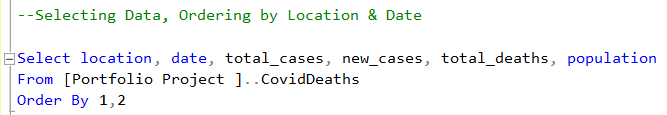 --Selecting Data, Ordering by Location & Date
Select location, date, total_cases, new_cases, total_deaths, population
From [Portfolio Project ]..CovidDeaths
Order By 1,2